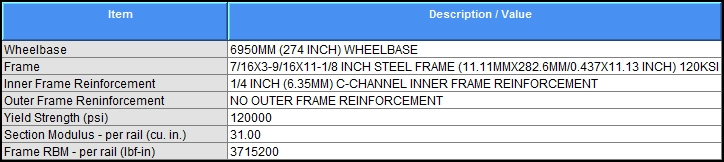 Item Description / Value
Wheelbase 6950MM (274 INCH) WHEELBASE
Frame 7/16X3-9/16X11-1/8 INCH STEEL FRAME (11.11MMX282.6MM/0.437X11.13 INCH) 120KSI
Inner Frame Reinforcement 1/4 INCH (6.35MM) C-CHANNEL INNER FRAME REINFORCEMENT
Outer Frame Reninforcement NO OUTER FRAME REINFORCEMENT
Yield Strength (psi) 120000
Section Modulus - per rail (cu. in.) 31.00
Frame RBM - per rail (lbf-in) 3715200